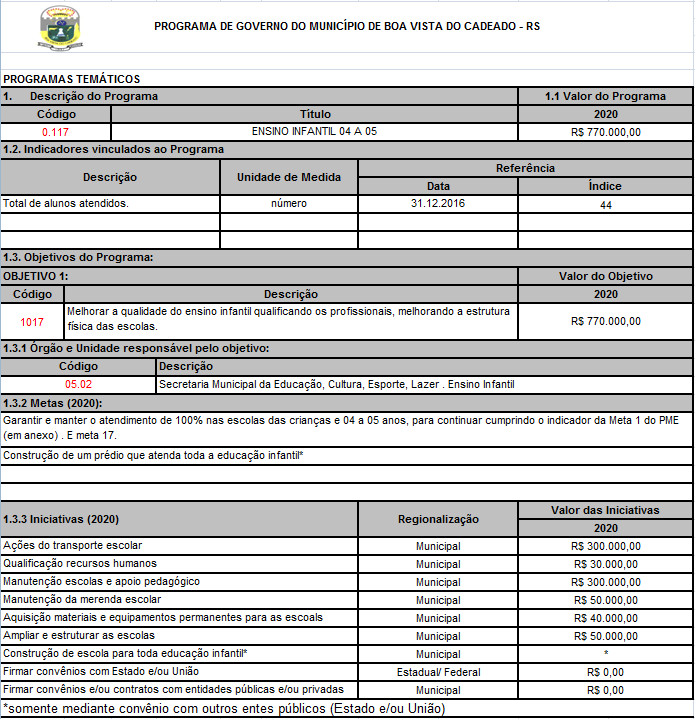 PROGRAMA DE GOVERNO DO MUNICÍPIO DE BOA VISTA DO CADEADO - RS
PROGRAMAS TEMÁTICOS
1. Descrição do Programa 1.1 Valor do Programa
Código Título 2020
0.117 ENSINO INFANTIL 04 A 05 R$ 770.000,00
1.2. Indicadores vinculados ao Programa
Descrição Unidade de Medida Referência
Data Índice
Total de alunos atendidos. número 31.12.2016 44
1.3. Objetivos do Programa:
OBJETIVO 1: Valor do Objetivo
Código Descrição 2020
1017 Melhorar a qualidade do ensino infantil qualificando os profissionais, melhorando a estrutura
física das escolas. R$ 770.000,00
1.3.1 Órgão e Unidade responsável pelo objetivo:
Código Descrição
05.02 Secretaria Municipal da Educação, Cultura, Esporte, Lazer . Ensino Infantil
1.3.2 Metas (2020):
Garantir e manter o atendimento de 100% nas escolas das crianças e 04 a 05 anos, para continuar cumprindo o indicador da Meta 1 do PME
(em anexo) . E meta 17.
Construção de um prédio que atenda toda a educação infantil*
1.3.3 Iniciativas (2020) Regionalização Valor das Iniciativas
2020
Ações do transporte escolar Municipal R$ 300.000,00
Qualificação recursos humanos Municipal R$ 30.000,00
Manutenção escolas e apoio pedagógico Municipal R$ 300.000,00
Manutenção da merenda escolar Municipal R$ 50.000,00
Aquisição materiais e equipamentos permanentes para as escoals Municipal R$ 40.000,00
Ampliar e estruturar as escolas Municipal R$ 50.000,00
Construção de escola para toda educação infantil* Municipal *
Firmar convênios com Estado e/ou União Estadual/ Federal R$ 0,00
Firmar convênios e/ou contratos com entidades públicas e/ou privadas Municipal R$ 0,00
*somente mediante convênio com outros entes públicos (Estado e/ou União)